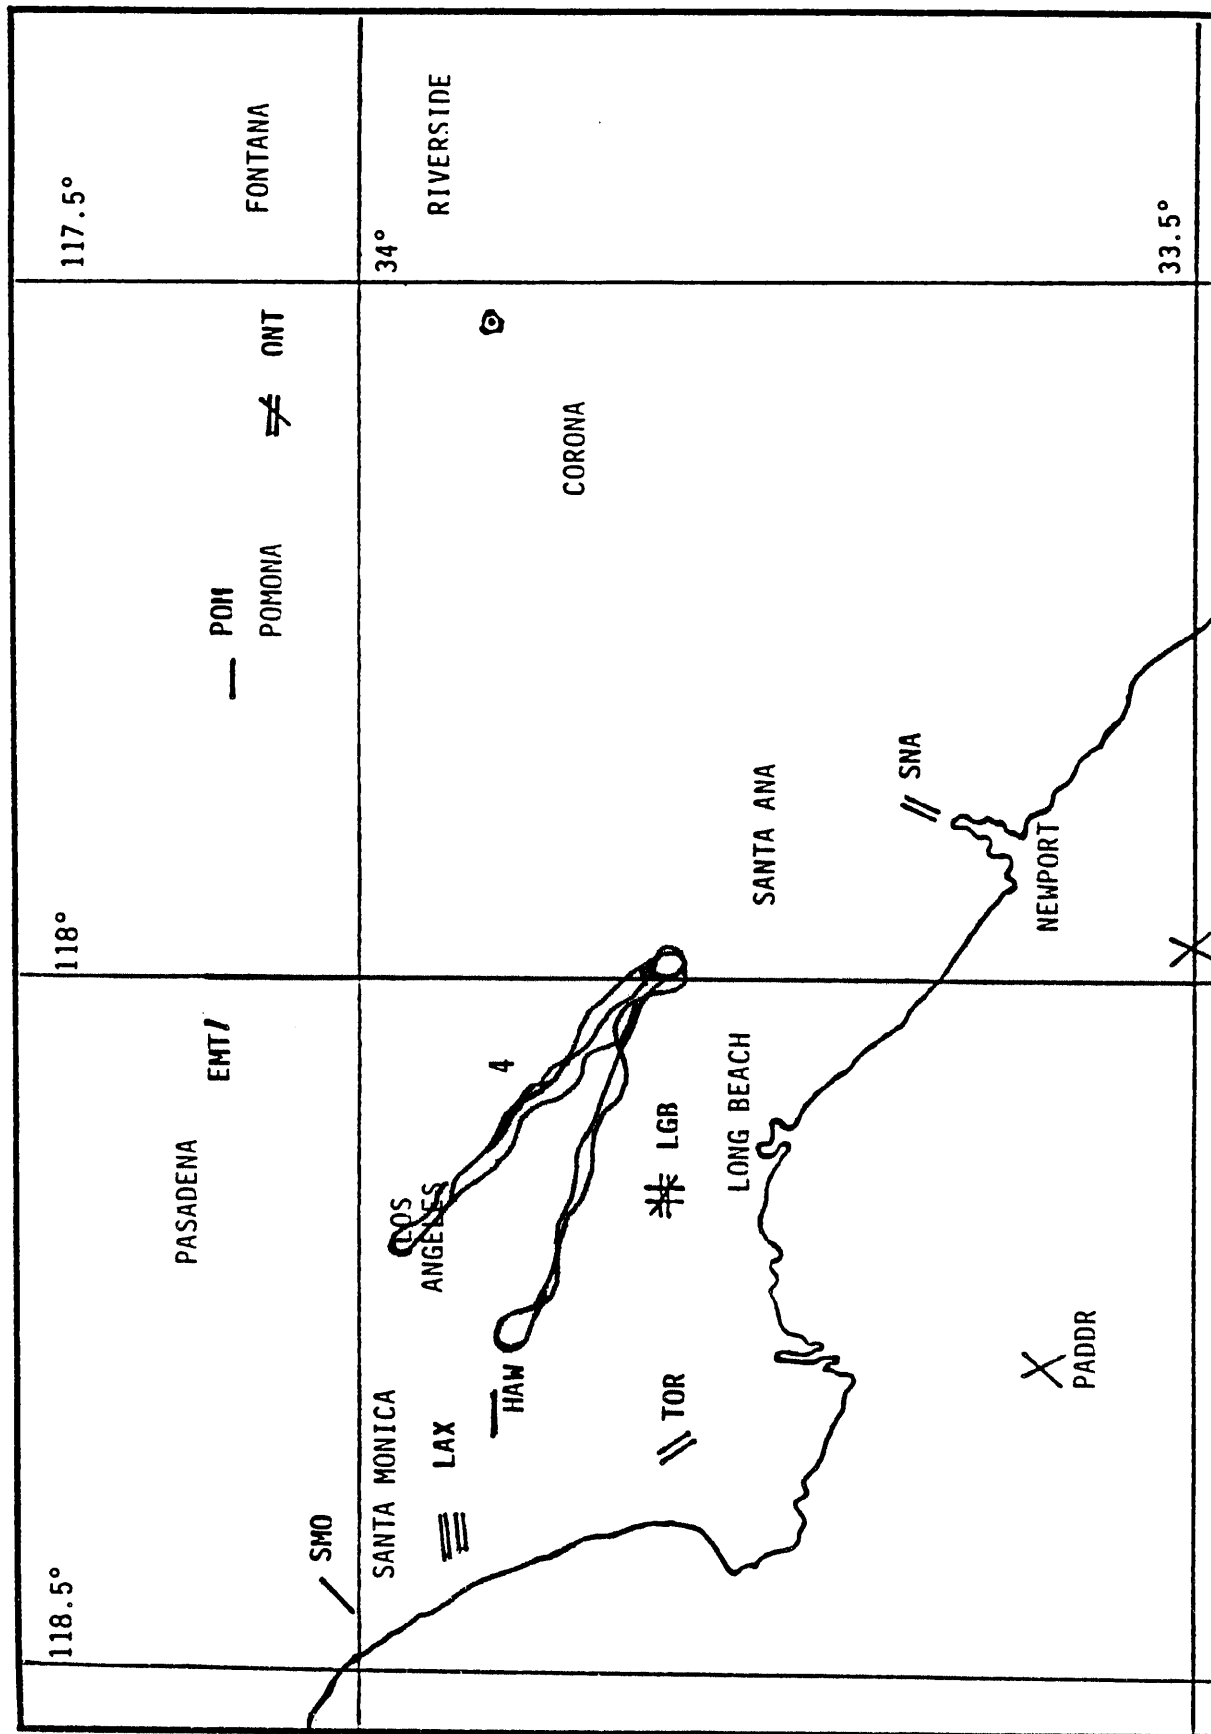 118.5°
118°
117.5°
PASADENA
EMT
POM
POMONA
ONT
FONTANA
SMO
SANTA MONICA
34°
LAX
LOS
ANGELES
RIVERSIDE
HAW
4
CORONA
TOR
LGB
LONG BEACH
SANTA ANA
SNA
NEWPORT
PADDR
33.5°